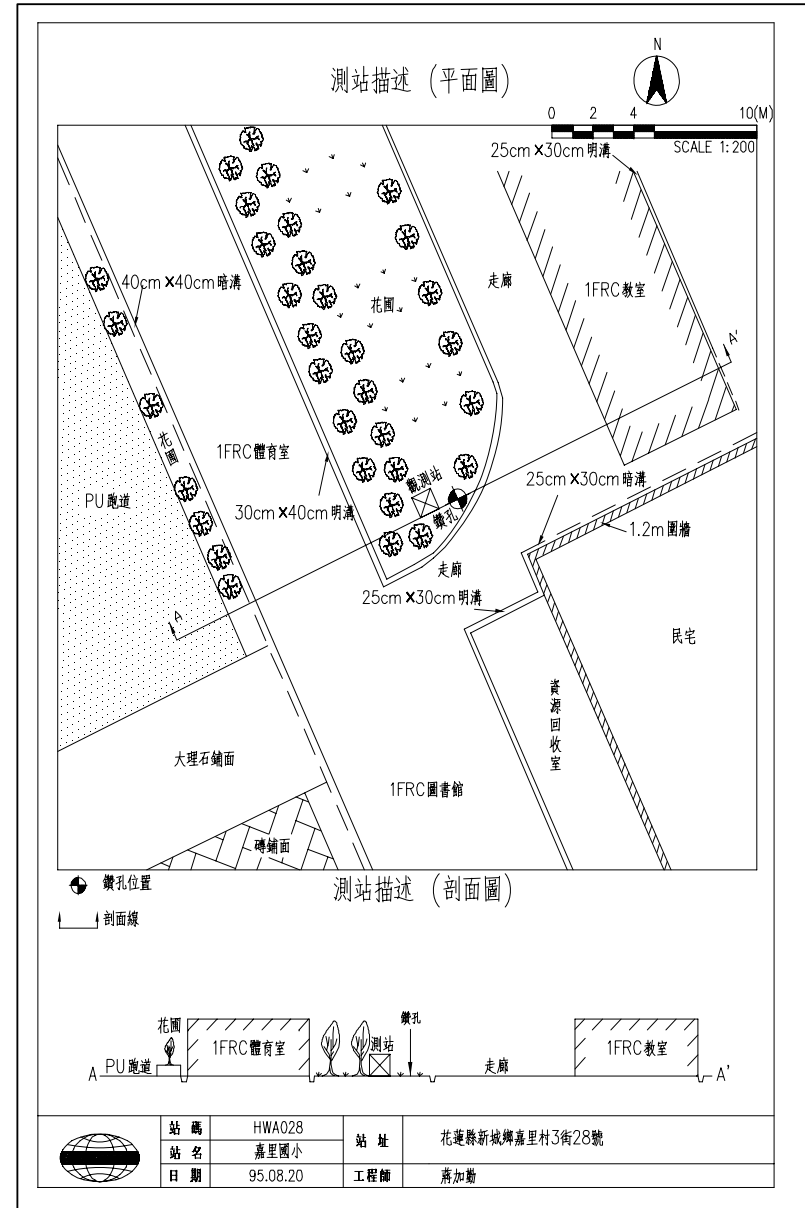 測站描述 (平面圖)
N
0 2 4 10(M)
SCALE 1:200
25cm×30cm明溝
40cm×40cm暗溝
走廊
1FRC教室
花圃
A'
花圃
1FRC體育室
PU跑道
觀測站
25cm×30cm暗溝
30cm×40cm明溝
鑽孔
1.2m圍牆
走廊
25cm×30cm明溝
A
民宅
資源回收室
大理石鋪面
1FRC圖書館
磚鋪面
鑽孔位置
測站描述 (剖面圖)
剖面線
花圃
鑽孔
1FRC體育室
測站
1FRC教室
A PU跑道
走廊
A'
站碼 HWA028
站址 花蓮縣新城鄉嘉里村3街28號
站名 嘉里國小
日期 95.08.20
工程師 蔣加勤